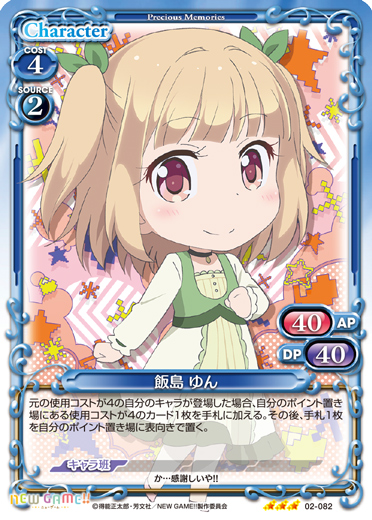 Precious Memories
Character
COST
4
SOURCE
2
40 AP
DP 40
飯島 ゆん
元の使用コストが4の自分のキャラが登場した場合、自分のポイント置き
場にある使用コストが4のカード1枚を手札に加える。その後、手札1枚
を自分のポイント置き場に表向きで置く。
キャラ班
か…感謝しいや!!
NEW GAME!!
©得能正太郎・芳文社/NEW GAME!!製作委員会
02-082